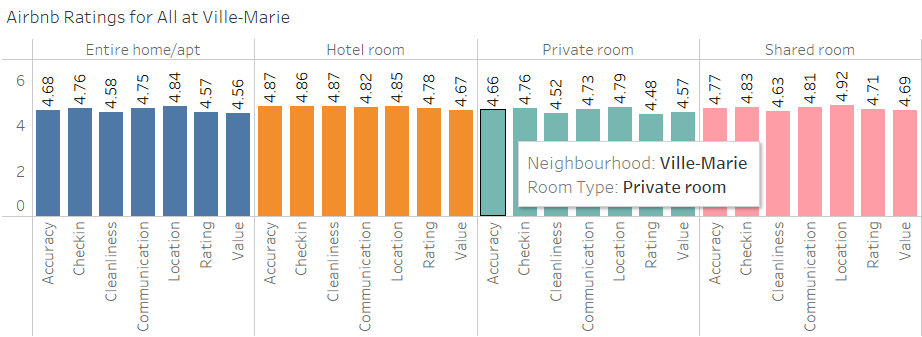 Airbnb Ratings for All at Ville-Marie
Entire home/apt Hotel room Private room Shared room
6
4
2
0
4.68 4.76 4.58 4.75 4.84 4.57 4.56 4.87 4.86 4.87 4.82 4.85 4.78 4.67 4.66 4.76 4.52 4.73 4.79 4.48 4.57 4.77 4.83 4.63 4.81 4.92 4.71 4.69
Neighbourhood: Ville-Marie
Room Type: Private room
Accuracy Checkin Cleanliness Communication Location Rating Value Accuracy Checkin Cleanliness Communication Location Rating Value Accuracy Checkin Cleanliness Communication Location Rating Value Accuracy Checkin Cleanliness Communication Location Rating Value